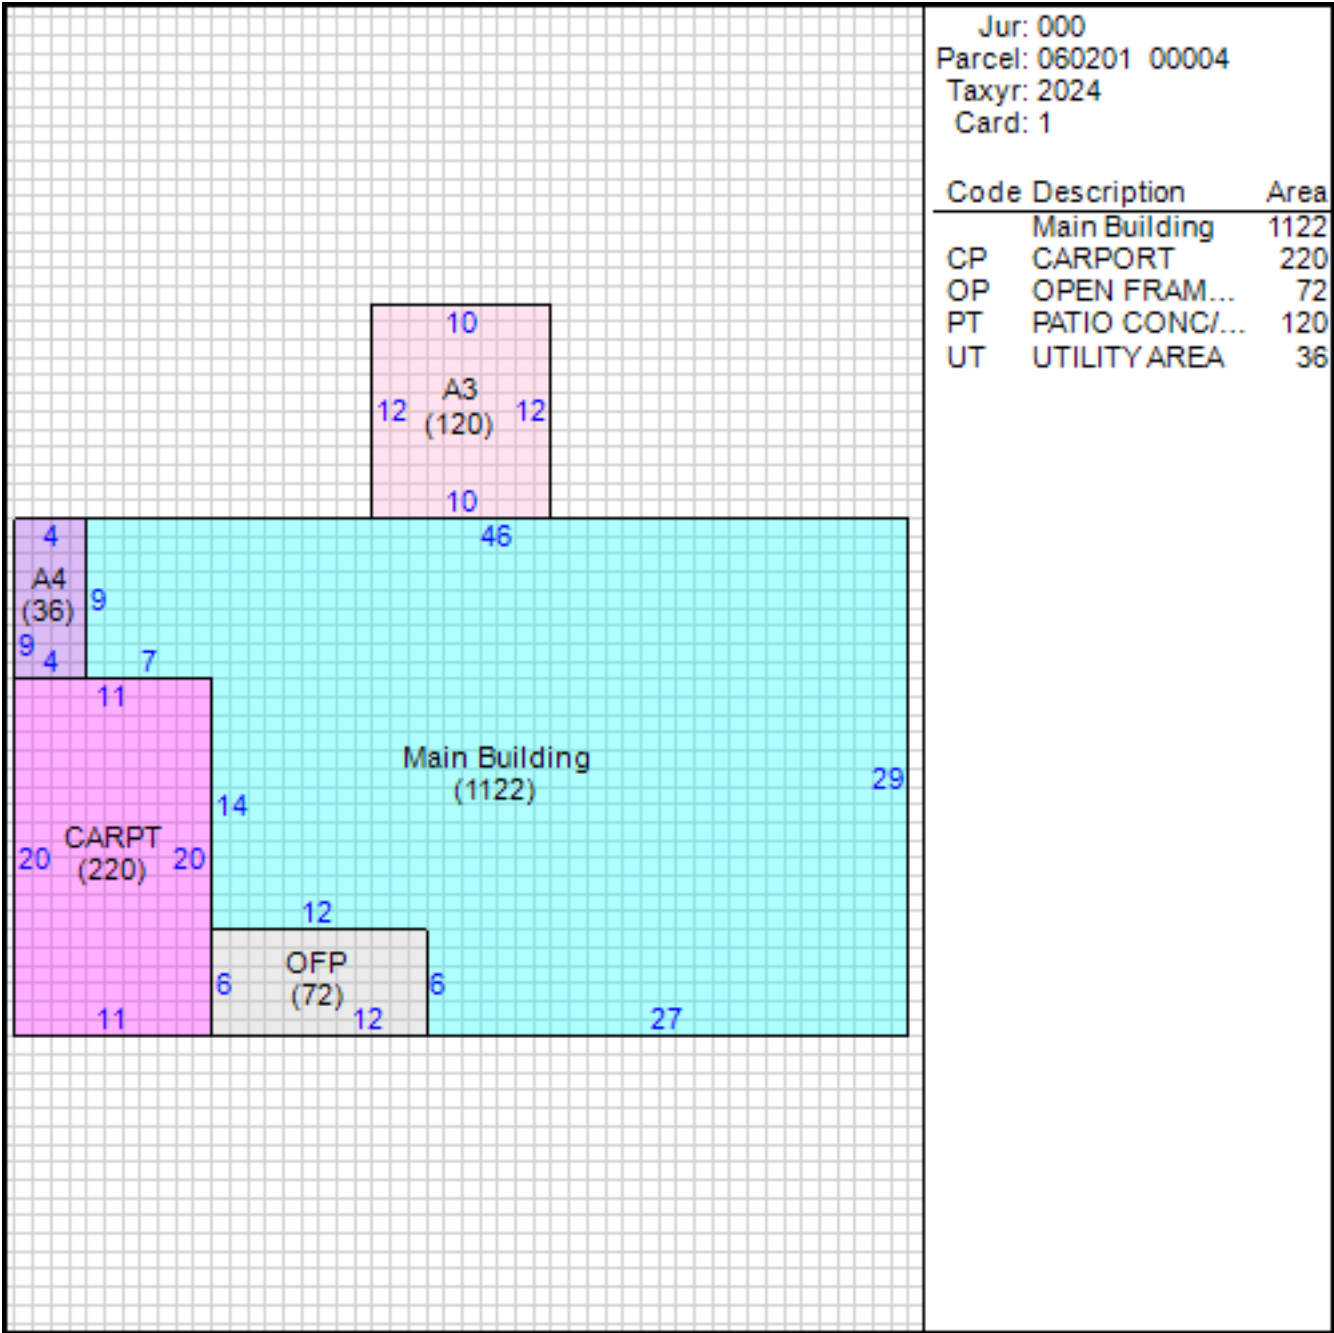 Jur: 000
Parcel: 060201 00004
Taxyr: 2024
Card: 1
Code Description Area
Main Building 1122
CP CARPORT 220
OP OPEN FRAM... 72
PT PATIO CONC/... 120
UT UTILITY AREA 36
10
A3
12 (120) 12
10
4 46
A4
(36) 9
9
4 7
11
Main Building
(1122)
29
14
CARPT
20 (220) 20
12
OFP
6 (72) 6
11 12 27